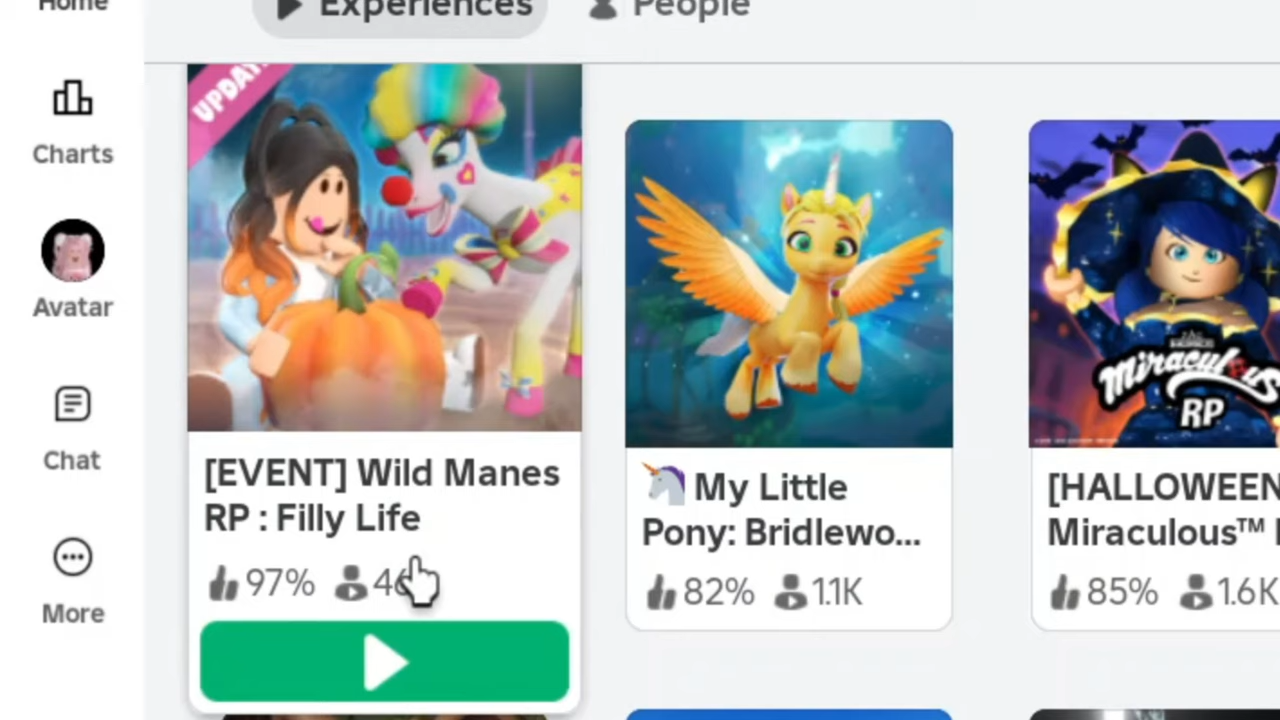 Home
Experiences
People
Charts
Avatar
Chat
More
UPDAT
[EVENT] Wild Manes
RP : Filly Life
97%
🦄 My Little
Pony: Bridlewo...
82% 1.1K
Miraculous
RP
[HALLOWEEN
Miraculous™
85% 1.6K